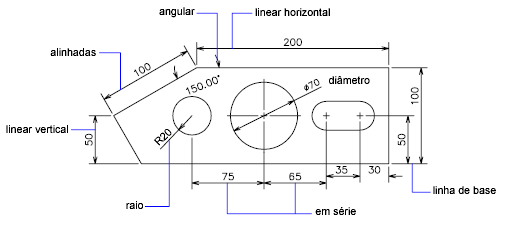 angular
linear horizontal
200
alinhadas
100
ø70
diâmetro
150.00°
100
linear vertical
50
R20
50
75
65
35
30
linha de base
raio
em série